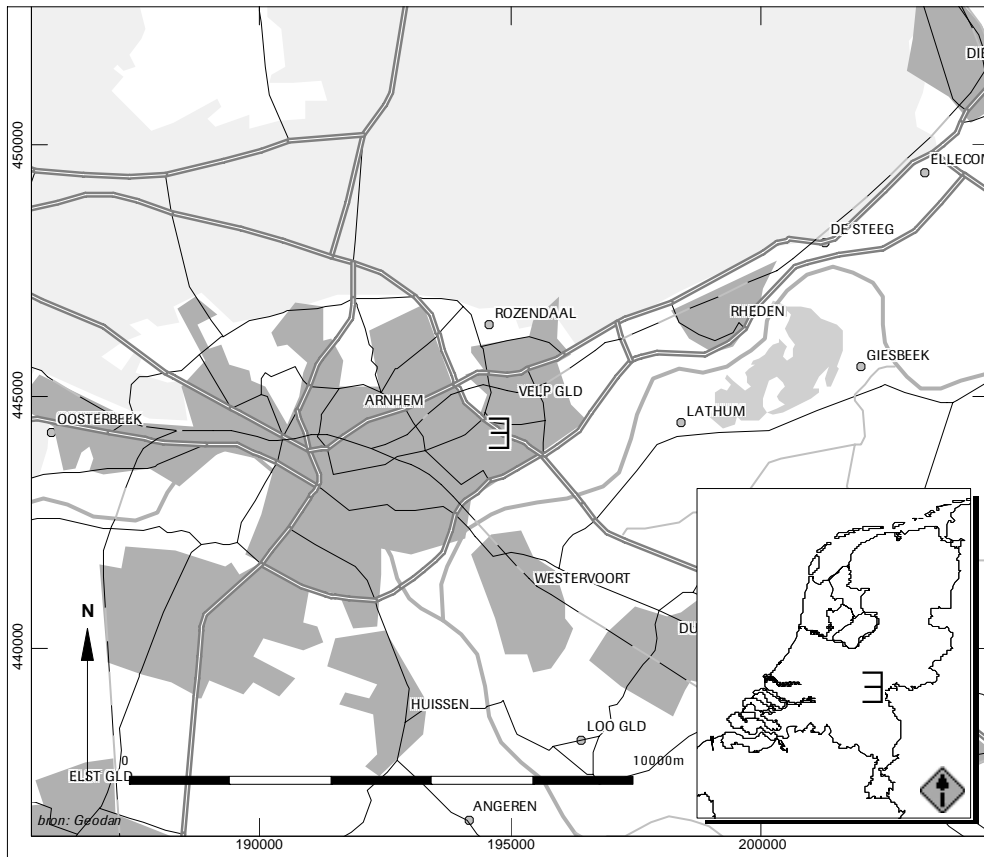 DIE
450000
ELLECOM
DE STEEG
ROZENDAAL
RHEDEN
GIESBEEK
445000
ARNHEM
VELP GLD
LATHUM
OOSTERBEEK
WESTERVOORT
N
DU
440000
HUISSEN
LOO GLD
0
10000m
ELST GLD
ANGEREN
bron: Geodan
190000
195000
200000